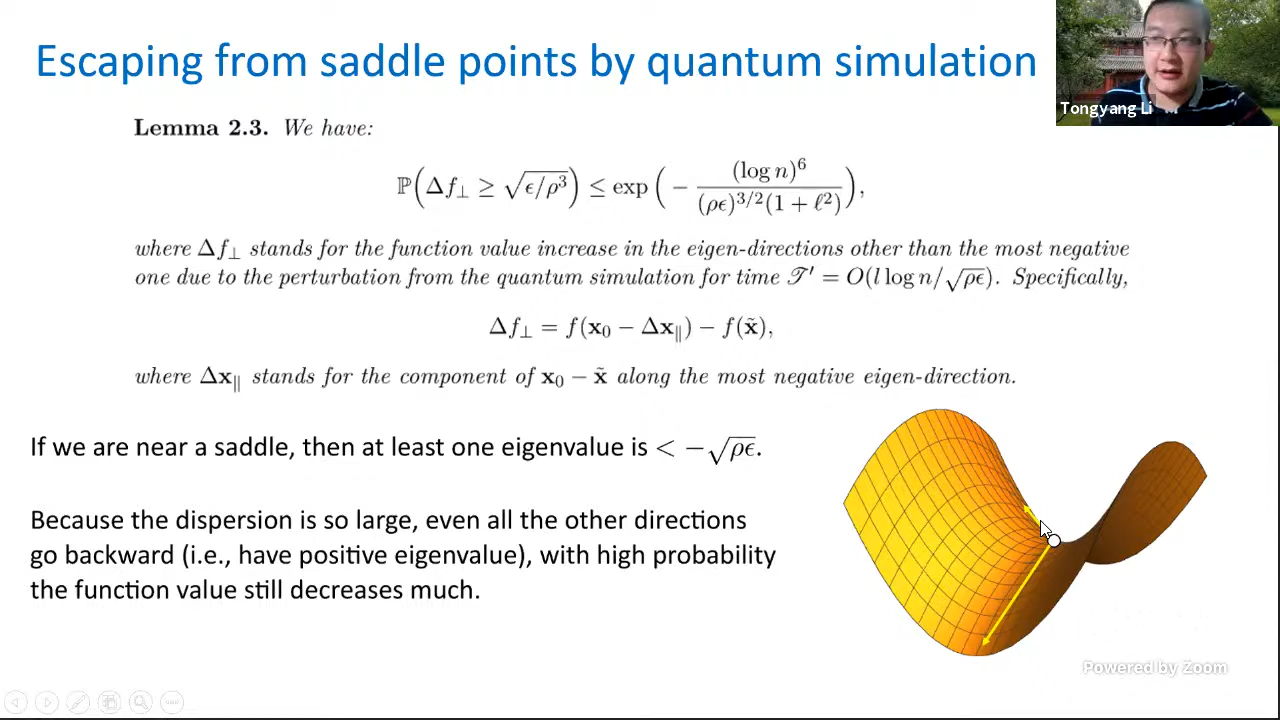 Escaping from saddle points by quantum simulation
Tongyang Li
Lemma 2.3. We have:
ℙ(Δf⊥ ≥ √(ϵ/ρ³)) ≤ exp(− (log n)⁶ / ((ρϵ)^{3/2}(1 + ℓ²))),
where Δf⊥ stands for the function value increase in the eigen-directions other than the most negative
one due to the perturbation from the quantum simulation for time 𝒯′ = O(l log n/√(ρϵ)). Specifically,
Δf⊥ = f(x₀ − Δx∥) − f(x̃),
where Δx∥ stands for the component of x₀ − x̃ along the most negative eigen-direction.
If we are near a saddle, then at least one eigenvalue is < −√(ρϵ).
Because the dispersion is so large, even all the other directions
go backward (i.e., have positive eigenvalue), with high probability
the function value still decreases much.
Powered by Zoom